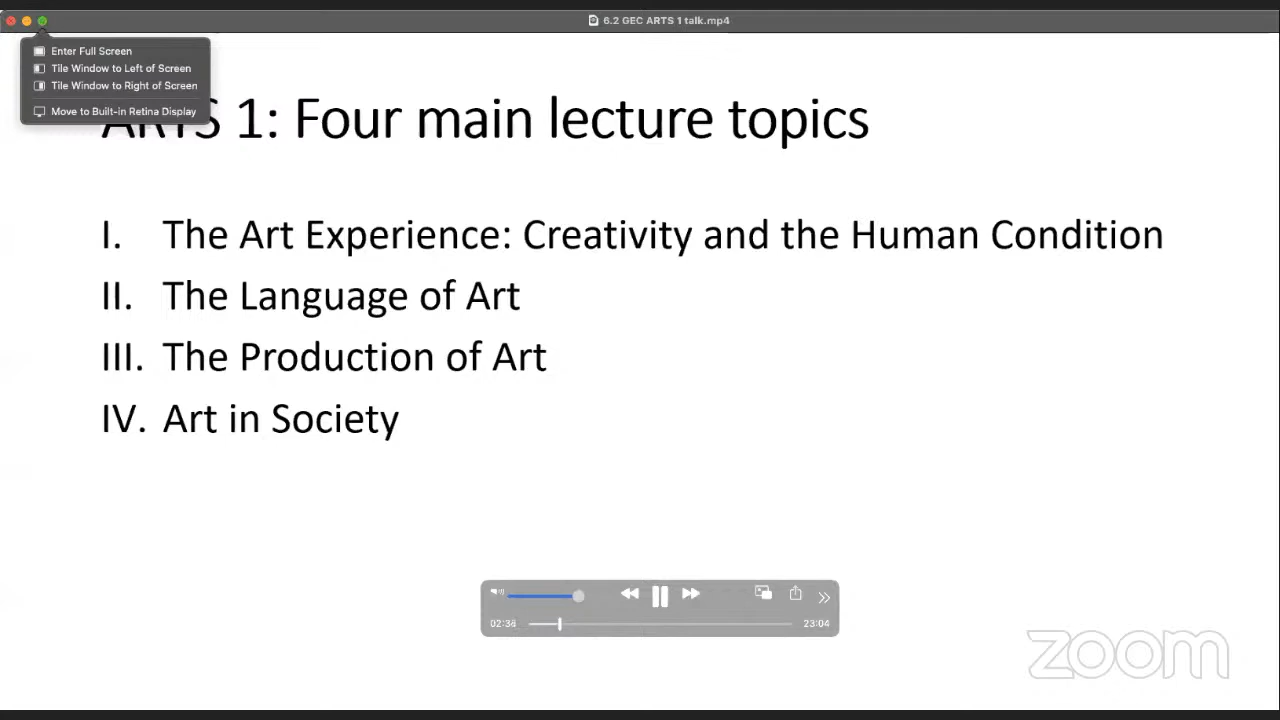 6.2 GEC ARTS 1 talk.mp4
Enter Full Screen
Tile Window to Left of Screen
Tile Window to Right of Screen
Move to Built-in Retina Display
ARTS 1: Four main lecture topics
I. The Art Experience: Creativity and the Human Condition
II. The Language of Art
III. The Production of Art
IV. Art in Society
02:38
23:04
zoom